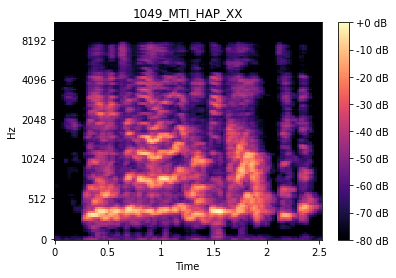 1049_MTI_HAP_XX
+0 dB
8192
-10 dB
4096
-20 dB
-30 dB
2048
Hz
-40 dB
1024
-50 dB
512
-60 dB
-70 dB
0
-80 dB
0 0.5 1 1.5 2 2.5
Time